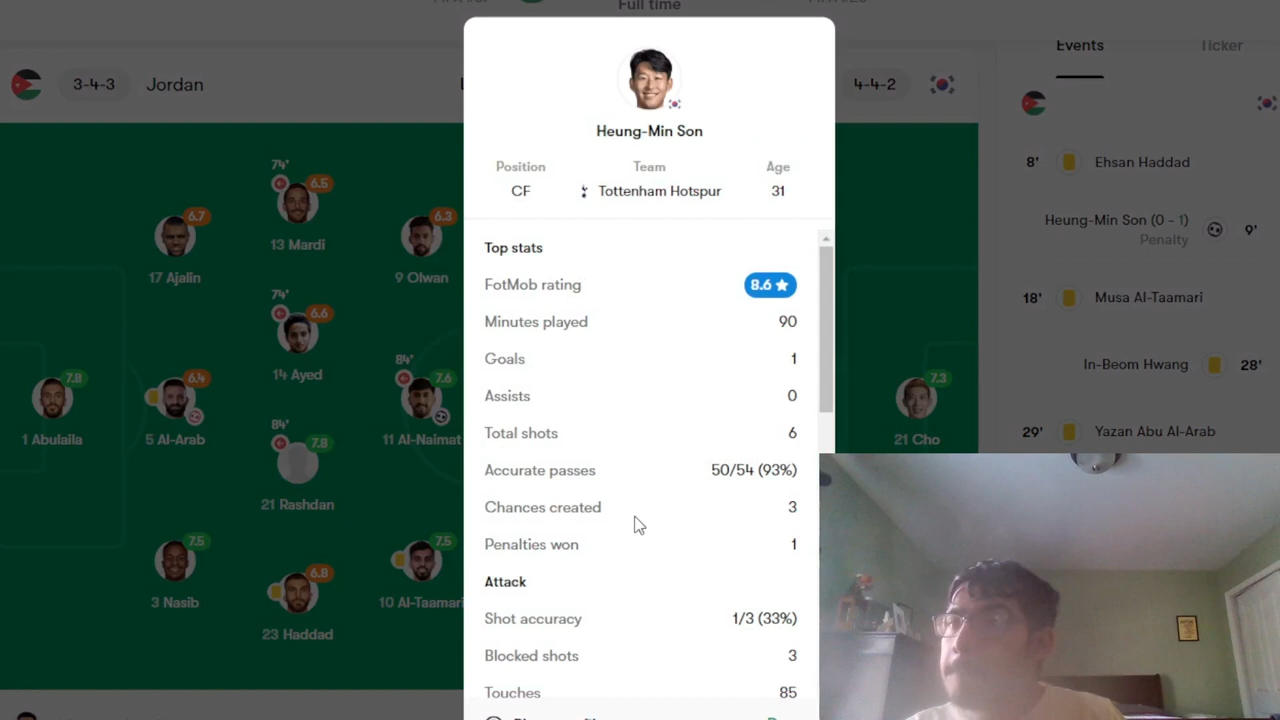 Full time
3-4-3 Jordan
4-4-2
Events Ticker
Heung-Min Son
Position Team Age
CF Tottenham Hotspur 31
Top stats
FotMob rating 8.6
Minutes played 90
Goals 1
Assists 0
Total shots 6
Accurate passes 50/54 (93%)
Chances created 3
Penalties won 1
Attack
Shot accuracy 1/3 (33%)
Blocked shots 3
Touches 85
74'
6.5
13 Mardi
6.7
17 Ajalin
6.3
9 Olwan
74'
6.6
14 Ayed
7.8
1 Abulaila
6.4
5 Al-Arab
84'
7.6
11 Al-Naimat
84'
7.8
21 Rashdan
7.5
3 Nasib
6.8
23 Haddad
7.5
10 Al-Taamari
7.3
21 Cho
8' Ehsan Haddad
Heung-Min Son (0 - 1) 9'
Penalty
18' Musa Al-Taamari
In-Beom Hwang 28'
29' Yazan Abu Al-Arab